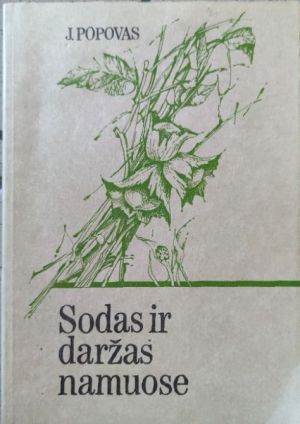 J. POPOVAS
Sodas ir
daržas
namuose